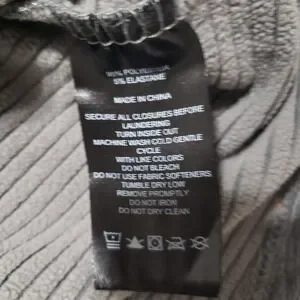 5% ELASTANE
MADE IN CHINA
SECURE ALL CLOSURES BEFORE
LAUNDERING
TURN INSIDE OUT
MACHINE WASH COLD GENTLE
CYCLE
WITH LIKE COLORS
DO NOT BLEACH
DO NOT USE FABRIC SOFTENERS
TUMBLE DRY LOW
REMOVE PROMPTLY
DO NOT IRON
DO NOT DRY CLEAN